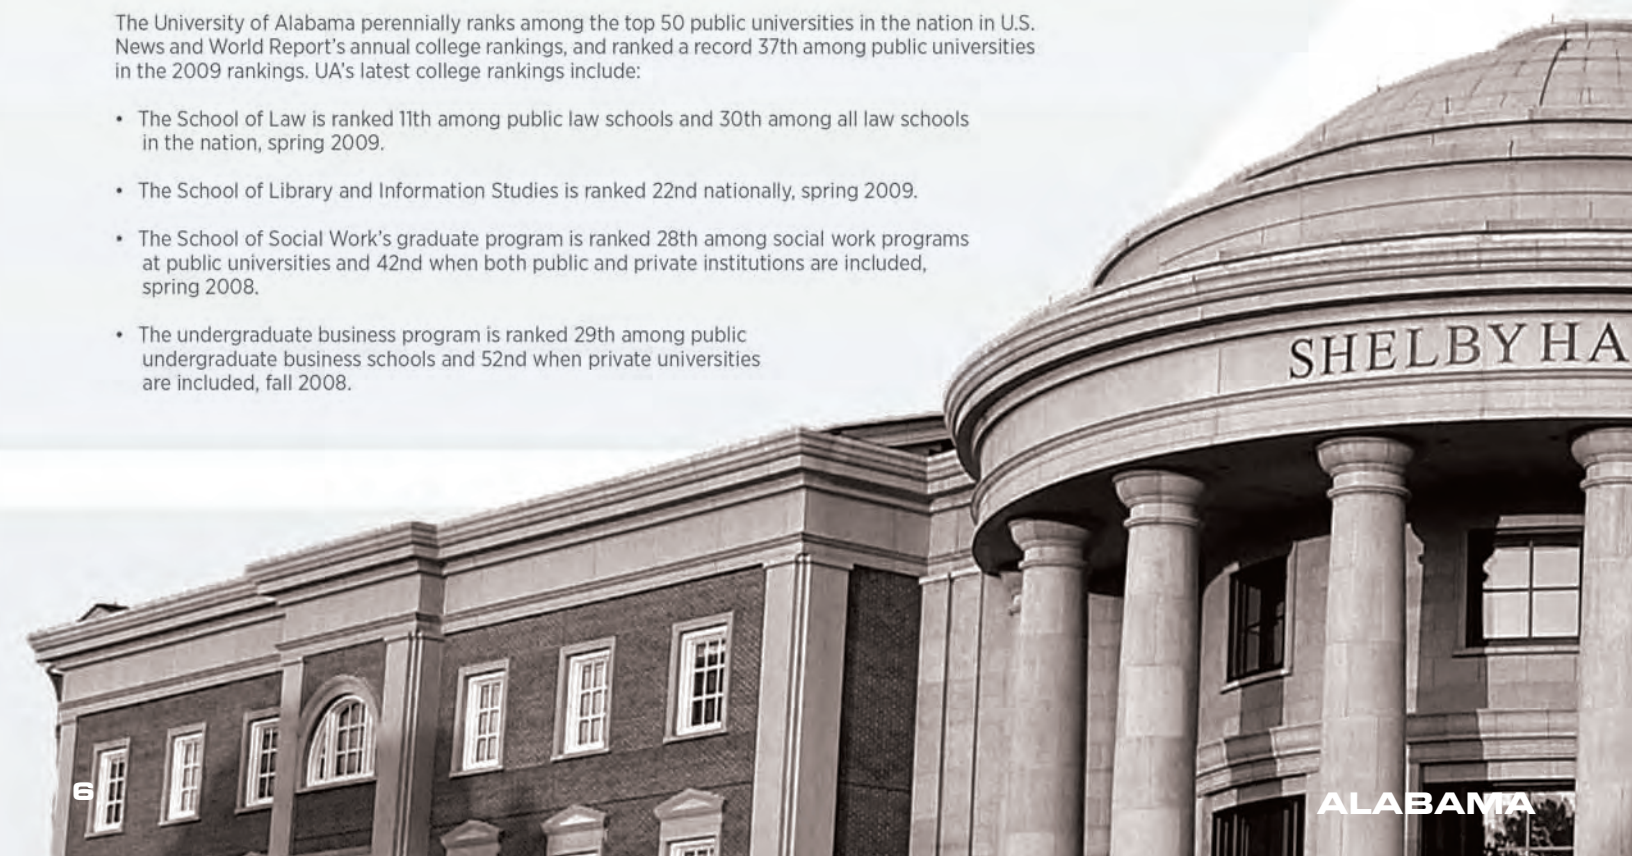 The University of Alabama perennially ranks among the top 50 public universities in the nation in U.S.
News and World Report’s annual college rankings, and ranked a record 37th among public universities
in the 2009 rankings. UA’s latest college rankings include:
• The School of Law is ranked 11th among public law schools and 30th among all law schools
in the nation, spring 2009.
• The School of Library and Information Studies is ranked 22nd nationally, spring 2009.
• The School of Social Work’s graduate program is ranked 28th among social work programs
at public universities and 42nd when both public and private institutions are included,
spring 2008.
• The undergraduate business program is ranked 29th among public
undergraduate business schools and 52nd when private universities
are included, fall 2008.
SHELBY HA
6
ALABAMA